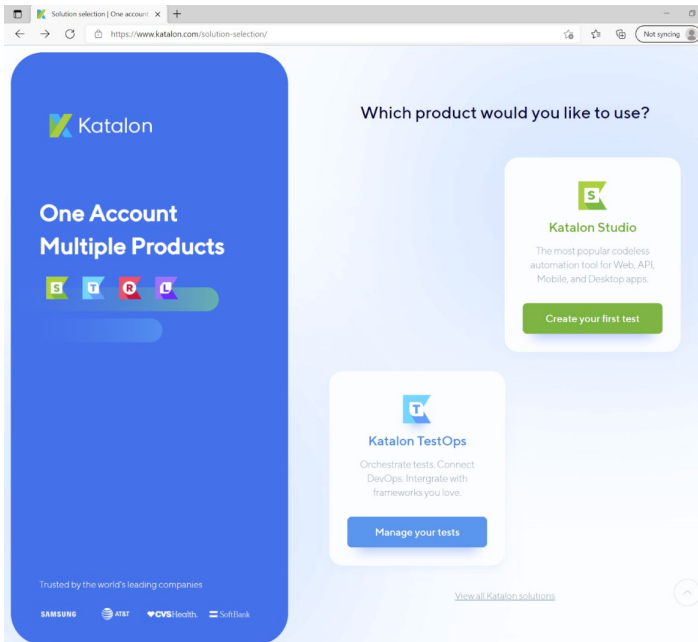 Solution selection | One account
https://www.katalon.com/solution-selection/
Not syncing
Katalon
Which product would you like to use?
One Account
Multiple Products
S T R L
S
Katalon Studio
The most popular codeless
automation tool for Web, API,
Mobile, and Desktop apps.
Create your first test
T
Katalon TestOps
Orchestrate tests. Connect
DevOps. Intergrate with
frameworks you love.
Manage your tests
Trusted by the world's leading companies
SAMSUNG AT&T CVSHealth. SoftBank
View all Katalon solutions